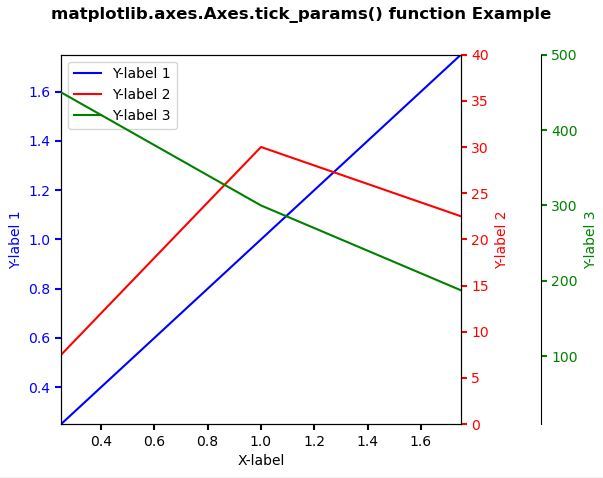 matplotlib.axes.Axes.tick_params() function Example
Y-label 1
Y-label 2
Y-label 3
1.6
1.4
1.2
1.0
0.8
0.6
0.4
Y-label 1
40
35
30
25
20
15
10
5
0
Y-label 2
500
400
300
200
100
Y-label 3
0.4 0.6 0.8 1.0 1.2 1.4 1.6
X-label